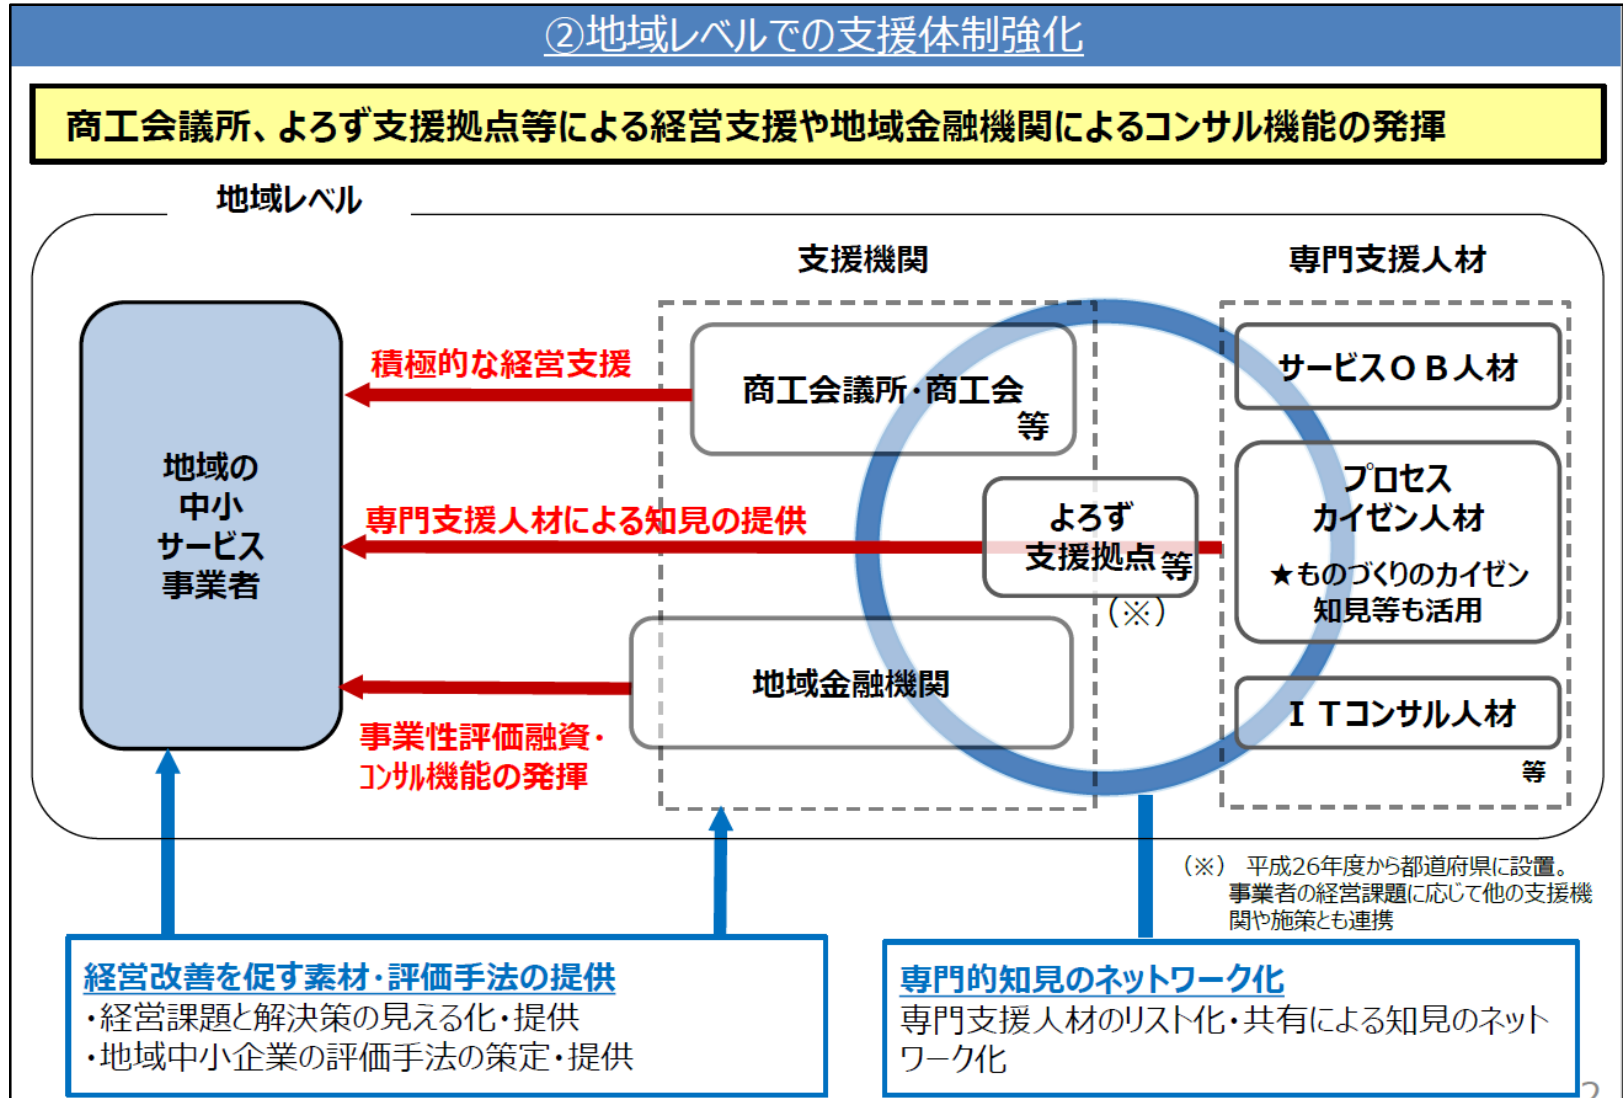 ②地域レベルでの支援体制強化
商工会議所、よろず支援拠点等による経営支援や地域金融機関によるコンサル機能の発揮
地域レベル
支援機関
専門支援人材
地域の
中小
サービス
事業者
積極的な経営支援
商工会議所・商工会
等
サービスOB人材
専門支援人材による知見の提供
よろず
支援拠点
等
(※)
プロセス
カイゼン人材
★ものづくりのカイゼン
知見等も活用
地域金融機関
ITコンサル人材
等
事業性評価融資・
コンサル機能の発揮
(※) 平成26年度から都道府県に設置。
事業者の経営課題に応じて他の支援機
関や施策とも連携
経営改善を促す素材・評価手法の提供
・経営課題と解決策の見える化・提供
・地域中小企業の評価手法の策定・提供
専門的知見のネットワーク化
専門支援人材のリスト化・共有による知見のネット
ワーク化
2